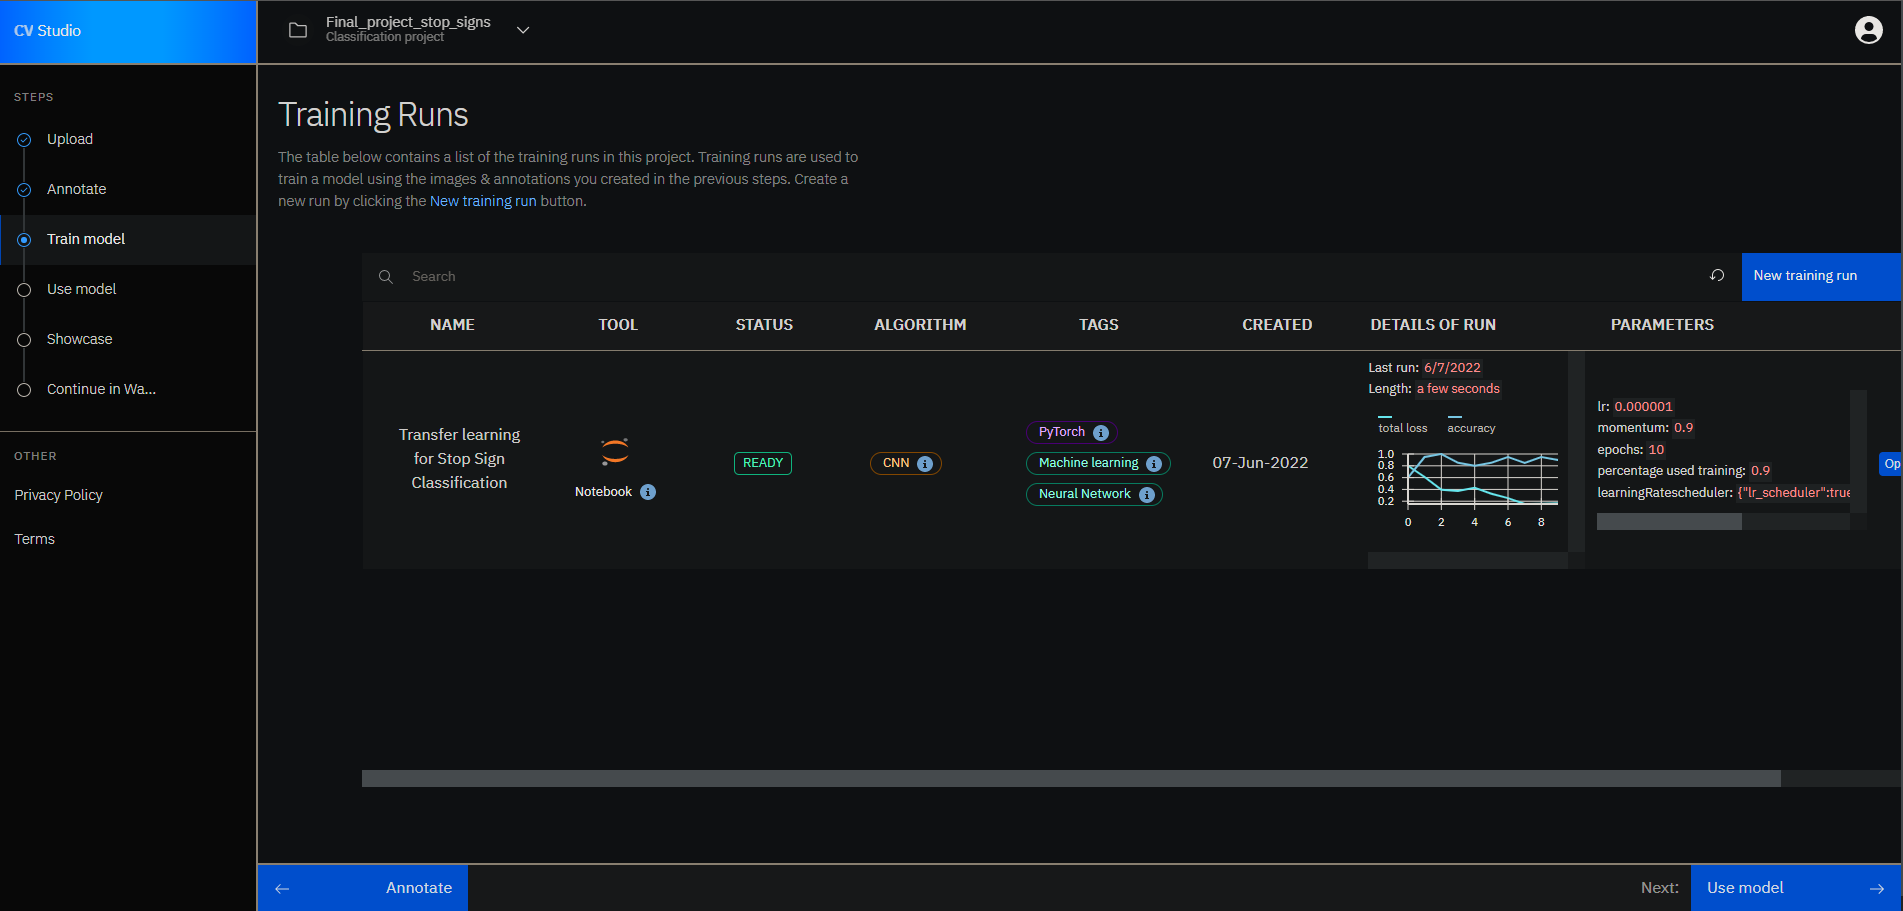 CV Studio
Final_project_stop_signs
Classification project
STEPS
Upload
Annotate
Train model
Use model
Showcase
Continue in Wa...
OTHER
Privacy Policy
Terms
Training Runs
The table below contains a list of the training runs in this project. Training runs are used to
train a model using the images & annotations you created in the previous steps. Create a
new run by clicking the New training run button.
Search
New training run
NAME TOOL STATUS ALGORITHM TAGS CREATED DETAILS OF RUN PARAMETERS
Transfer learning
for Stop Sign
Classification
Notebook
READY
CNN
PyTorch
Machine learning
Neural Network
07-Jun-2022
Last run: 6/7/2022
Length: a few seconds
total loss accuracy
1.0
0.8
0.6
0.4
0.2
0 2 4 6 8
lr: 0.000001
momentum: 0.9
epochs: 10
percentage used training: 0.9
learningRatescheduler: {"lr_scheduler":true
Op
Annotate
Next:
Use model